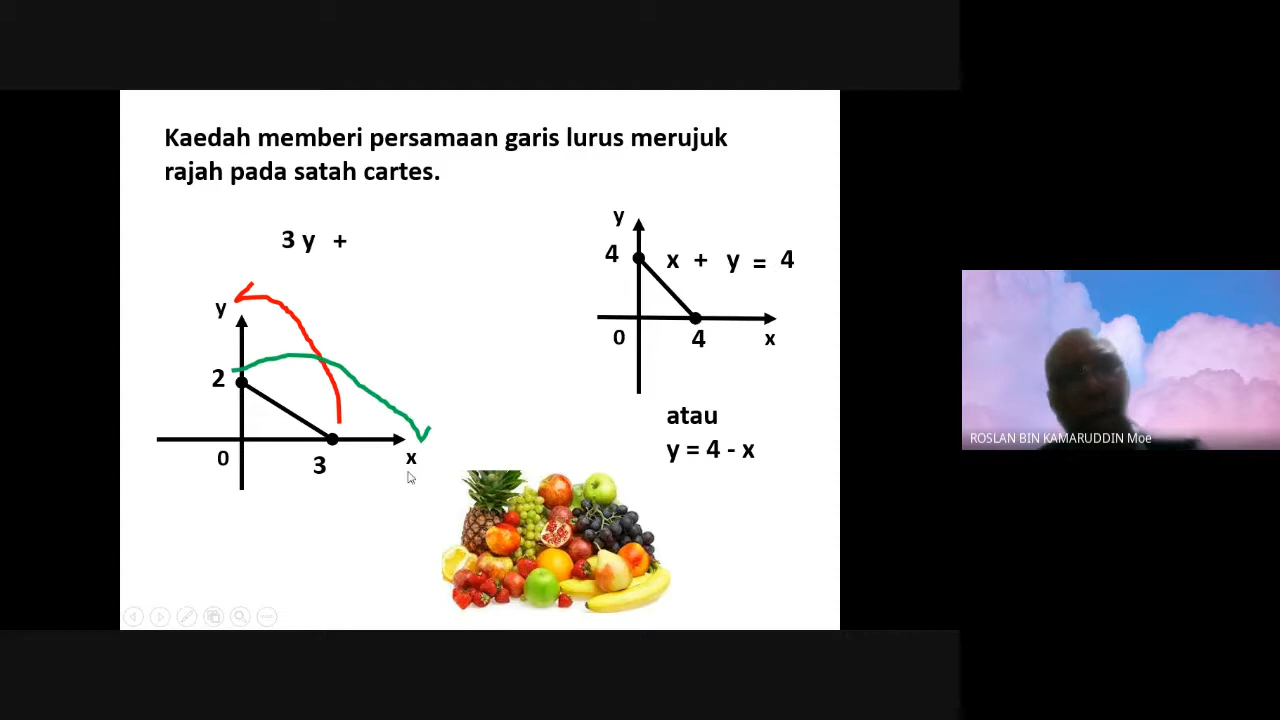 Kaedah memberi persamaan garis lurus merujuk
rajah pada satah cartes.
3 y +
y
2
0
3
x
y
4
x + y = 4
0
4
x
atau
y = 4 - x
ROSLAN BIN KAMARUDDIN Moe